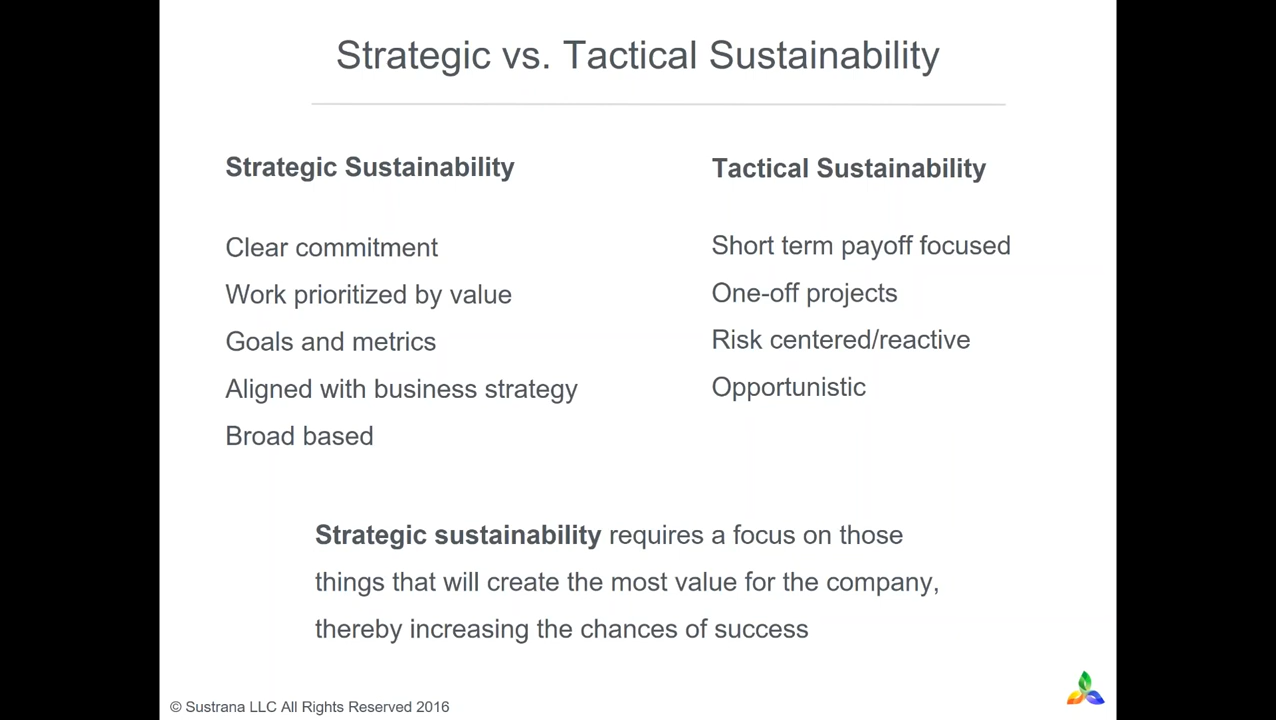 Strategic vs. Tactical Sustainability
Strategic Sustainability
Clear commitment
Work prioritized by value
Goals and metrics
Aligned with business strategy
Broad based
Tactical Sustainability
Short term payoff focused
One-off projects
Risk centered/reactive
Opportunistic
Strategic sustainability requires a focus on those
things that will create the most value for the company,
thereby increasing the chances of success
© Sustrana LLC All Rights Reserved 2016